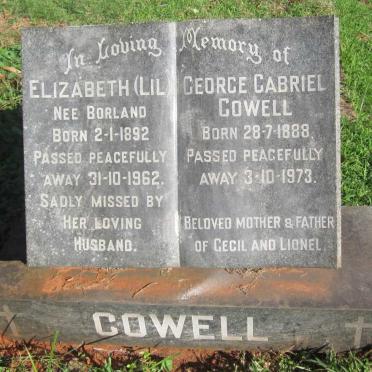 In Loving Memory of
ELIZABETH (LIL)
NEE BORLAND
BORN 2-1-1892
PASSED PEACEFULLY
AWAY 31-10-1962.
SADLY MISSED BY
HER LOVING
HUSBAND.
GEORGE GABRIEL
COWELL
BORN 28-7-1888.
PASSED PEACEFULLY
AWAY 3-10-1973.
BELOVED MOTHER & FATHER
OF CECIL AND LIONEL.
COWELL